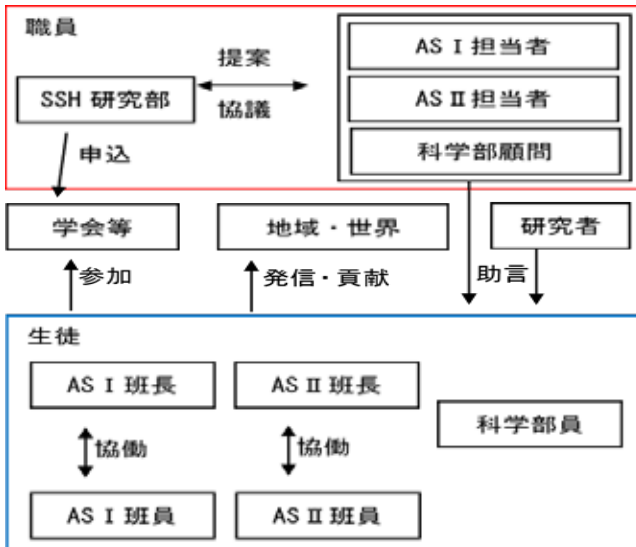 職員
AS Ⅰ 担当者
提案
SSH 研究部
AS Ⅱ 担当者
協議
科学部顧問
申込
学会等
地域・世界
研究者
参加
発信・貢献
助言
生徒
AS Ⅰ 班長
AS Ⅱ 班長
科学部員
協働
協働
AS Ⅰ 班員
AS Ⅱ 班員